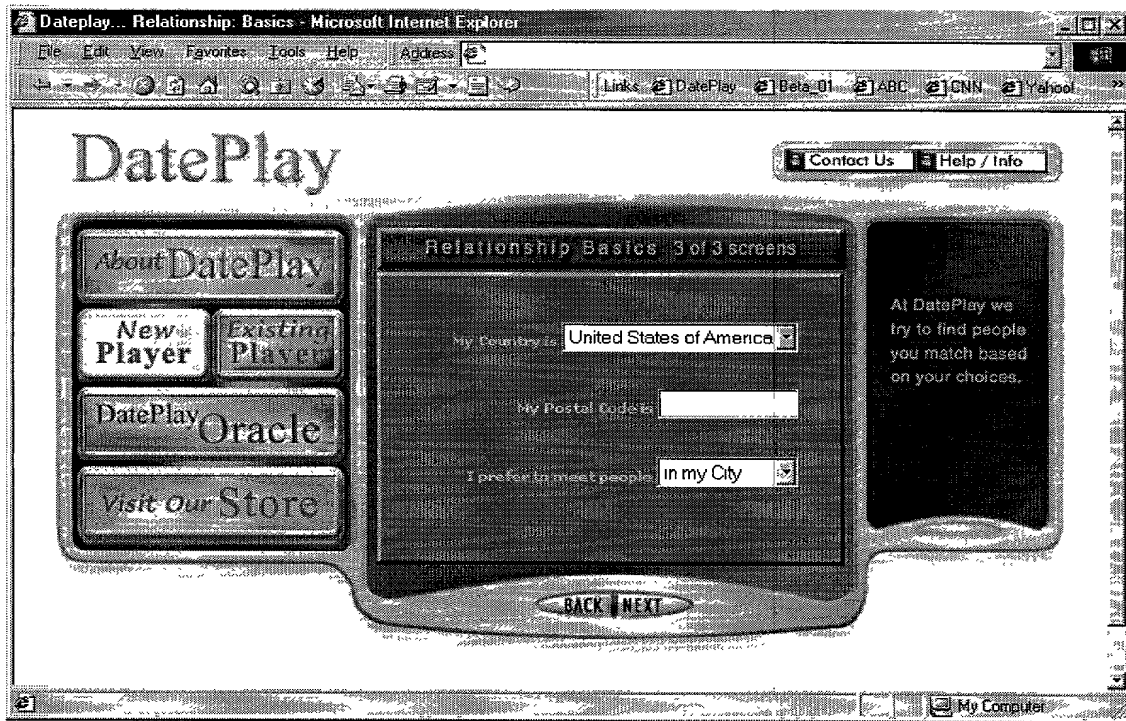 Dateplay... Relationship: Basics - Microsoft Internet Explorer
File Edit View Favorites Tools Help Address
Links DatePlay Beta_01 ABC CNN Yahoo!
DatePlay
Contact Us Help / Info
About DatePlay
New Player
Existing Player
DatePlay Oracle
Visit Our Store
Relationship Basics 3 of 3 screens
My Country is United States of America
My Postal Code is
I prefer to meet people in my City
BACK NEXT
At DatePlay we
try to find people
you match based
on your choices.
My Computer